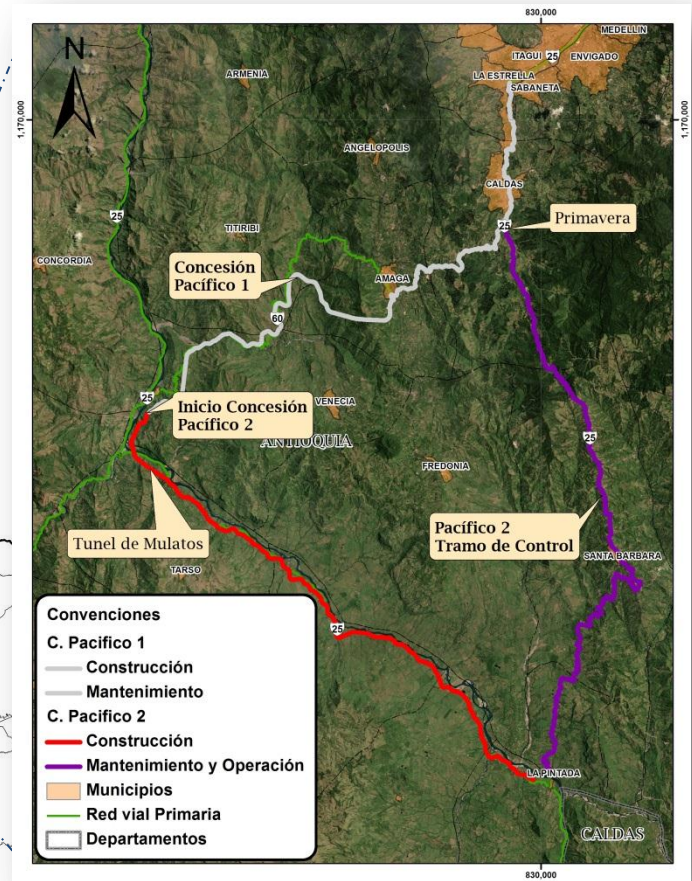 830,000
MEDELLIN
N
ITAGUI
25
ENVIGADO
LA ESTRELLA
SABANETA
ARMENIA
1,170,000
1,170,000
ANGELOPOLIS
CALDAS
25
TITIRIBI
25
Primavera
CONCORDIA
Concesión
Pacífico 1
AMAGA
60
25
VENECIA
Inicio Concesión
Pacífico 2
ANTIOQUIA
25
FREDONIA
Pacífico 2
Tramo de Control
Tunel de Mulatos
SANTA BARBARA
TARSO
25
Convenciones
C. Pacifico 1
Construcción
Mantenimiento
C. Pacifico 2
Construcción
Mantenimiento y Operación
Municipios
Red vial Primaria
Departamentos
LA PINTADA
CALDAS
830,000